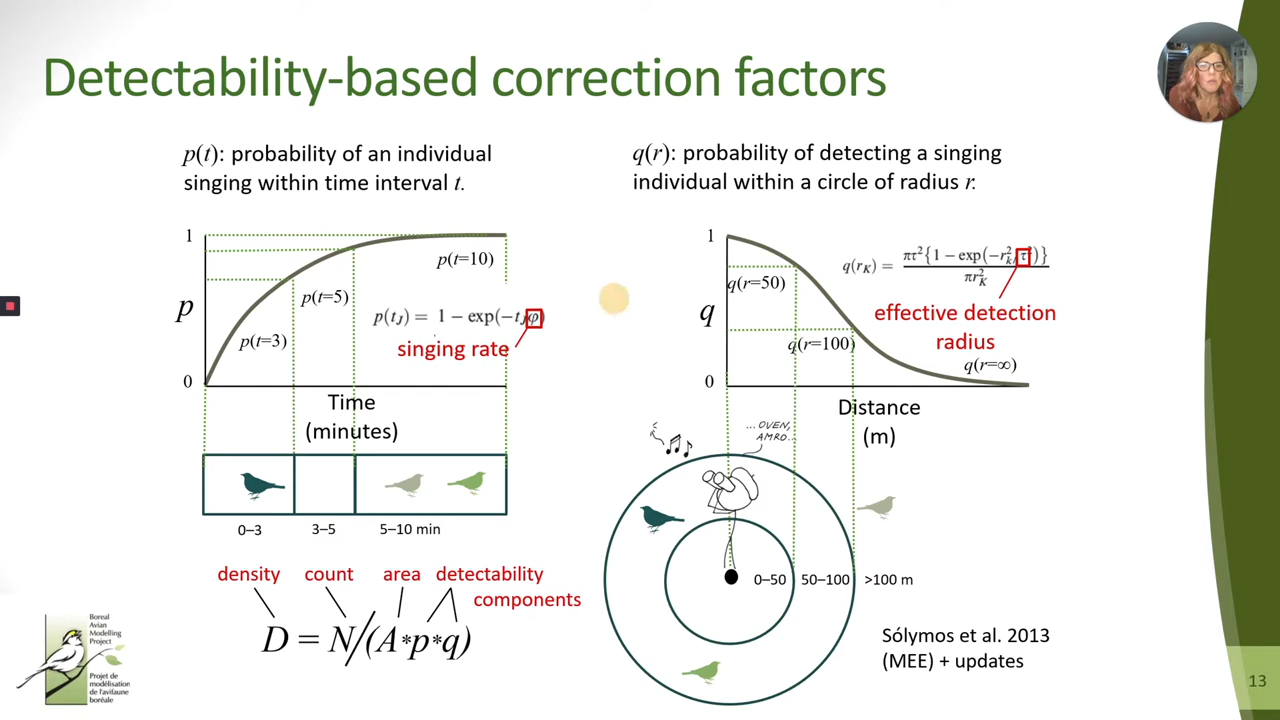 Detectability-based correction factors
p(t): probability of an individual
singing within time interval t.
1
p
0
p(t=3)
p(t=5)
p(t=10)
p(t_J) = 1 − exp(−t_Jφ)
singing rate
Time
(minutes)
0–3
3–5
5–10 min
density
count
area
detectability
components
D = N/(A*p*q)
q(r): probability of detecting a singing
individual within a circle of radius r.
1
q
0
q(r=50)
q(r=100)
q(r=∞)
q(r_K) = πτ²{1 − exp(−r_k²/τ²)} / πr_K²
effective detection
radius
Distance
(m)
...OVEN,
AMRO...
0–50
50–100
>100 m
Sólymos et al. 2013
(MEE) + updates
Boreal
Avian
Modelling
Project
Projet de
modélisation
de l'avifaune
boréale
13